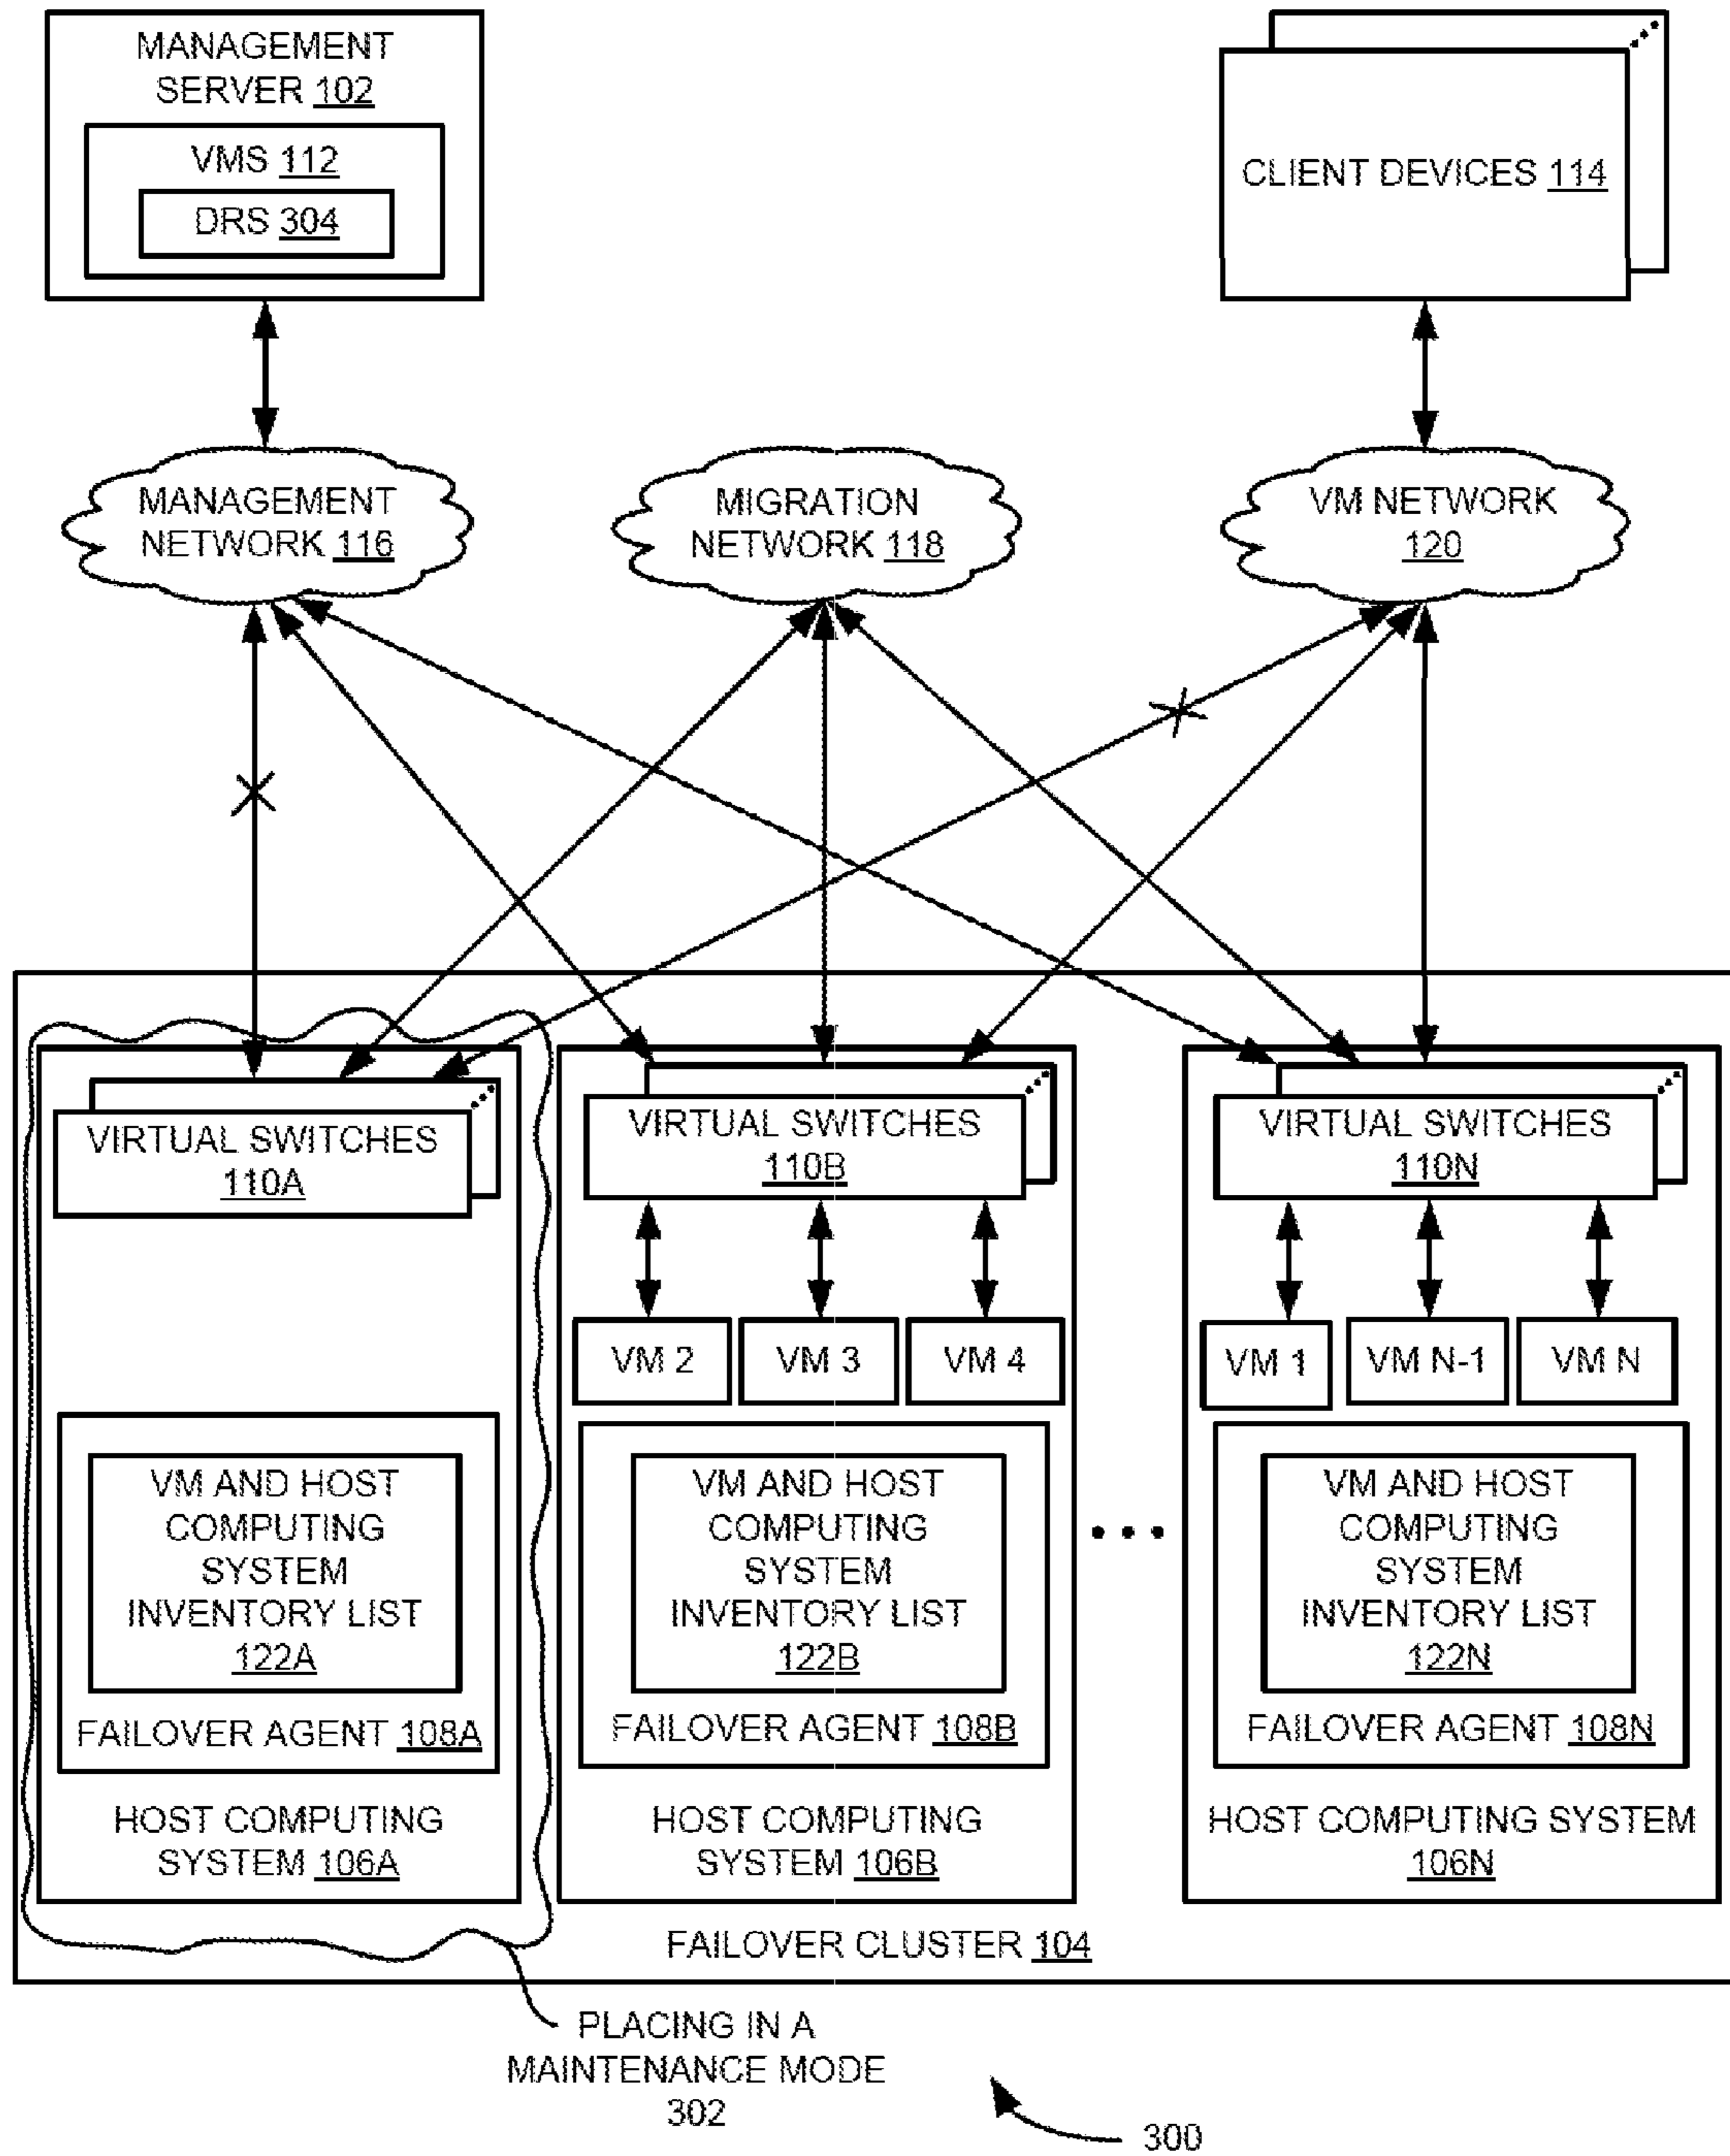 MANAGEMENT
SERVER 102
VMS 112
DRS 304
CLIENT DEVICES 114
MANAGEMENT
NETWORK 116
MIGRATION
NETWORK 118
VM NETWORK
120
VIRTUAL SWITCHES
110A
VIRTUAL SWITCHES
110B
VIRTUAL SWITCHES
110N
VM 2
VM 3
VM 4
VM 1
VM N-1
VM N
VM AND HOST
COMPUTING
SYSTEM
INVENTORY LIST
122A
FAILOVER AGENT 108A
HOST COMPUTING
SYSTEM 106A
VM AND HOST
COMPUTING
SYSTEM
INVENTORY LIST
122B
FAILOVER AGENT 108B
HOST COMPUTING
SYSTEM 106B
VM AND HOST
COMPUTING
SYSTEM
INVENTORY LIST
122N
FAILOVER AGENT 108N
HOST COMPUTING SYSTEM
106N
FAILOVER CLUSTER 104
PLACING IN A
MAINTENANCE MODE
302
300